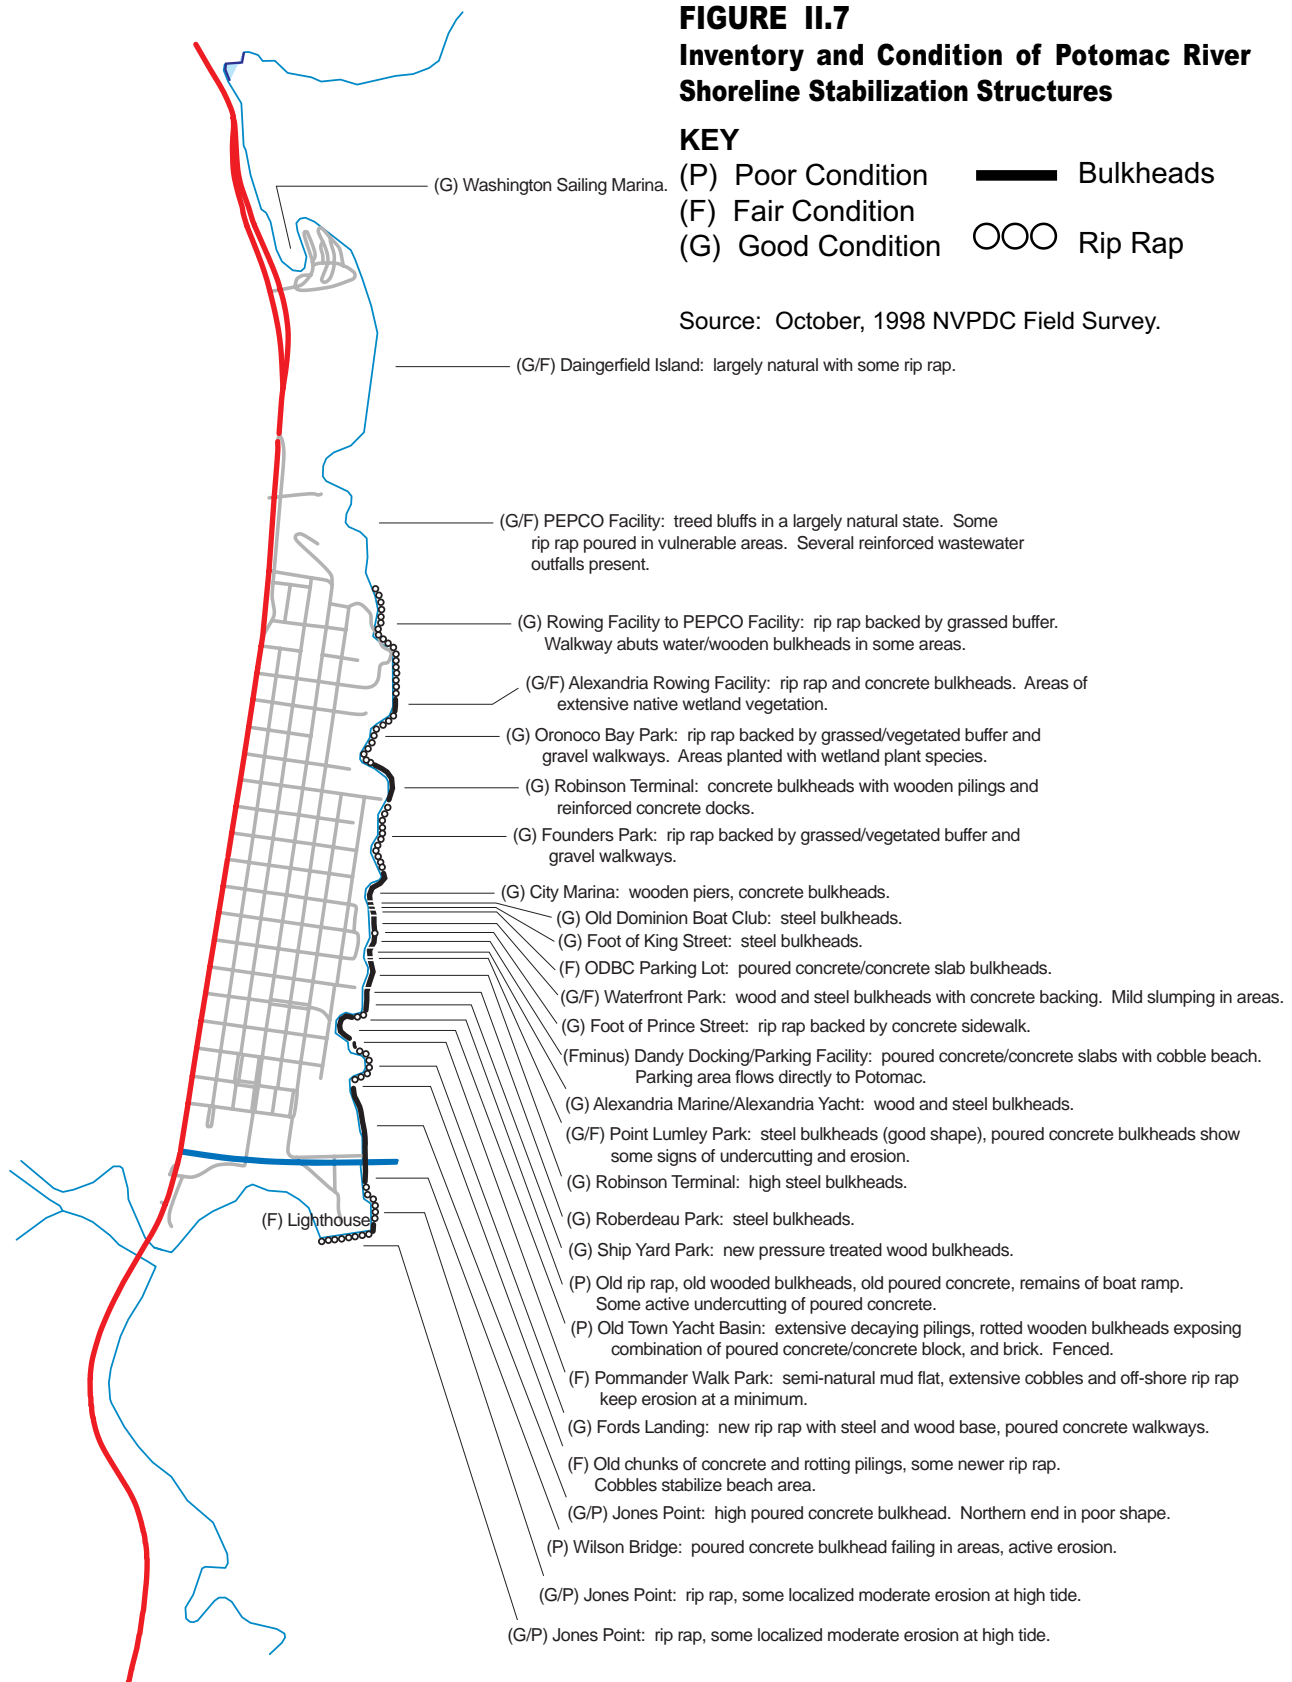 FIGURE II.7
Inventory and Condition of Potomac River
Shoreline Stabilization Structures
KEY
(P) Poor Condition
Bulkheads
(F) Fair Condition
(G) Good Condition
Rip Rap
Source: October, 1998 NVPDC Field Survey.
(G) Washington Sailing Marina.
(G/F) Daingerfield Island: largely natural with some rip rap.
(G/F) PEPCO Facility: treed bluffs in a largely natural state. Some
rip rap poured in vulnerable areas. Several reinforced wastewater
outfalls present.
(G) Rowing Facility to PEPCO Facility: rip rap backed by grassed buffer.
Walkway abuts water/wooden bulkheads in some areas.
(G/F) Alexandria Rowing Facility: rip rap and concrete bulkheads. Areas of
extensive native wetland vegetation.
(G) Oronoco Bay Park: rip rap backed by grassed/vegetated buffer and
gravel walkways. Areas planted with wetland plant species.
(G) Robinson Terminal: concrete bulkheads with wooden pilings and
reinforced concrete docks.
(G) Founders Park: rip rap backed by grassed/vegetated buffer and
gravel walkways.
(G) City Marina: wooden piers, concrete bulkheads.
(G) Old Dominion Boat Club: steel bulkheads.
(G) Foot of King Street: steel bulkheads.
(F) ODBC Parking Lot: poured concrete/concrete slab bulkheads.
(G/F) Waterfront Park: wood and steel bulkheads with concrete backing. Mild slumping in areas.
(G) Foot of Prince Street: rip rap backed by concrete sidewalk.
(Fminus) Dandy Docking/Parking Facility: poured concrete/concrete slabs with cobble beach.
Parking area flows directly to Potomac.
(G) Alexandria Marine/Alexandria Yacht: wood and steel bulkheads.
(G/F) Point Lumley Park: steel bulkheads (good shape), poured concrete bulkheads show
some signs of undercutting and erosion.
(G) Robinson Terminal: high steel bulkheads.
(G) Roberdeau Park: steel bulkheads.
(F) Lighthouse
(G) Ship Yard Park: new pressure treated wood bulkheads.
(P) Old rip rap, old wooded bulkheads, old poured concrete, remains of boat ramp.
Some active undercutting of poured concrete.
(P) Old Town Yacht Basin: extensive decaying pilings, rotted wooden bulkheads exposing
combination of poured concrete/concrete block, and brick. Fenced.
(F) Pommander Walk Park: semi-natural mud flat, extensive cobbles and off-shore rip rap
keep erosion at a minimum.
(G) Fords Landing: new rip rap with steel and wood base, poured concrete walkways.
(F) Old chunks of concrete and rotting pilings, some newer rip rap.
Cobbles stabilize beach area.
(G/P) Jones Point: high poured concrete bulkhead. Northern end in poor shape.
(P) Wilson Bridge: poured concrete bulkhead failing in areas, active erosion.
(G/P) Jones Point: rip rap, some localized moderate erosion at high tide.
(G/P) Jones Point: rip rap, some localized moderate erosion at high tide.